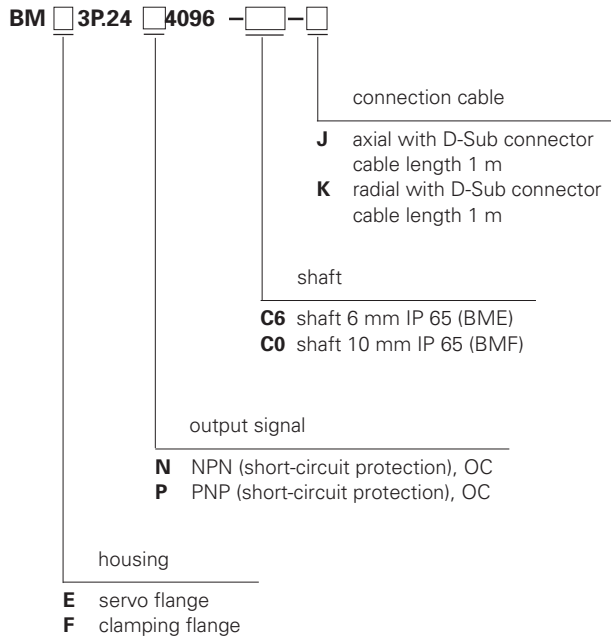 BM 3P.24 4096 – –
connection cable
J axial with D-Sub connector
cable length 1 m
K radial with D-Sub connector
cable length 1 m
shaft
C6 shaft 6 mm IP 65 (BME)
C0 shaft 10 mm IP 65 (BMF)
output signal
N NPN (short-circuit protection), OC
P PNP (short-circuit protection), OC
housing
E servo flange
F clamping flange